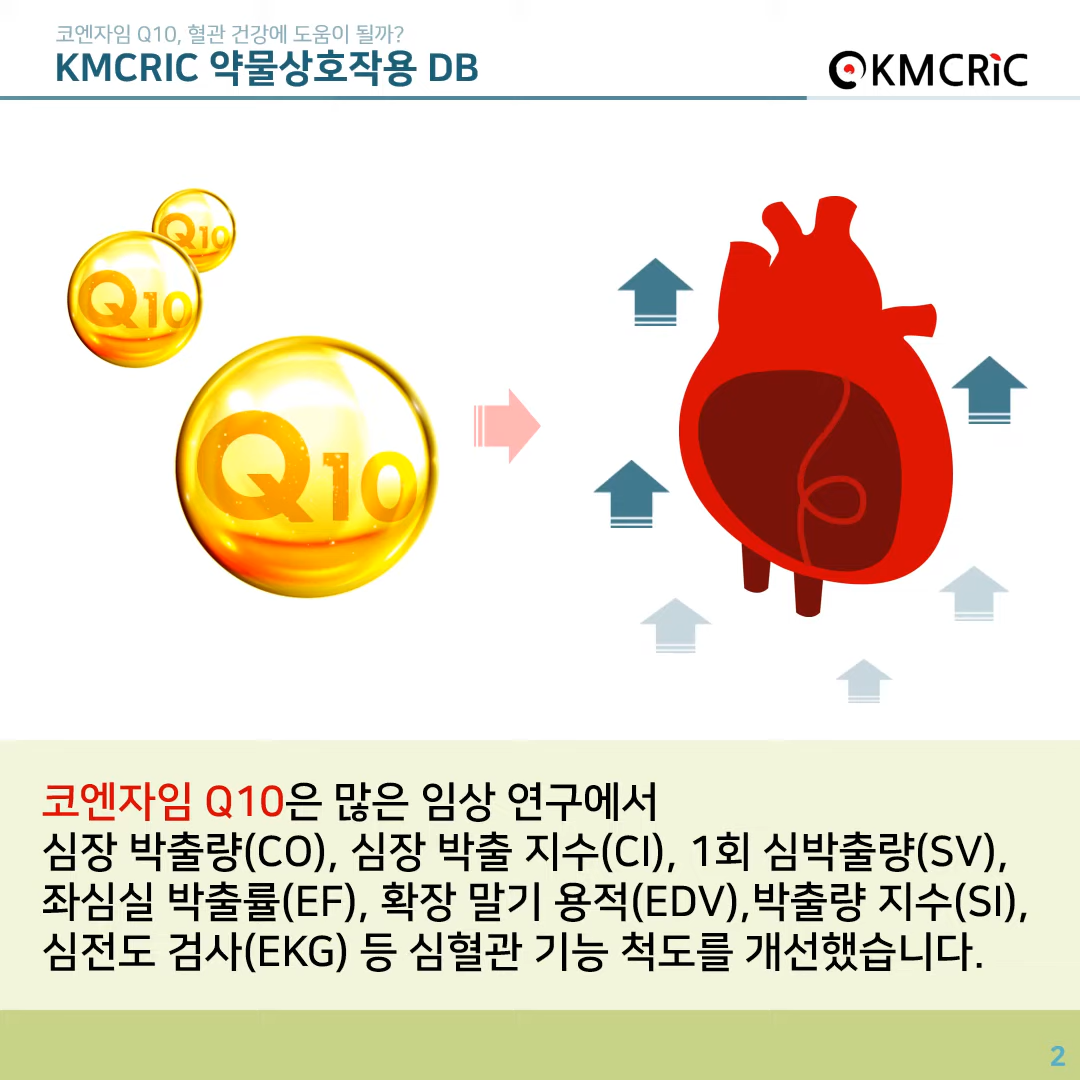 코엔자임 Q10, 혈관 건강에 도움이 될까?
KMCRIC 약물상호작용 DB
KMCRiC
Q10
Q10
Q10
코엔자임 Q10은 많은 임상 연구에서
심장 박출량(CO), 심장 박출 지수(CI), 1회 심박출량(SV),
좌심실 박출률(EF), 확장 말기 용적(EDV),박출량 지수(SI),
심전도 검사(EKG) 등 심혈관 기능 척도를 개선했습니다.
2